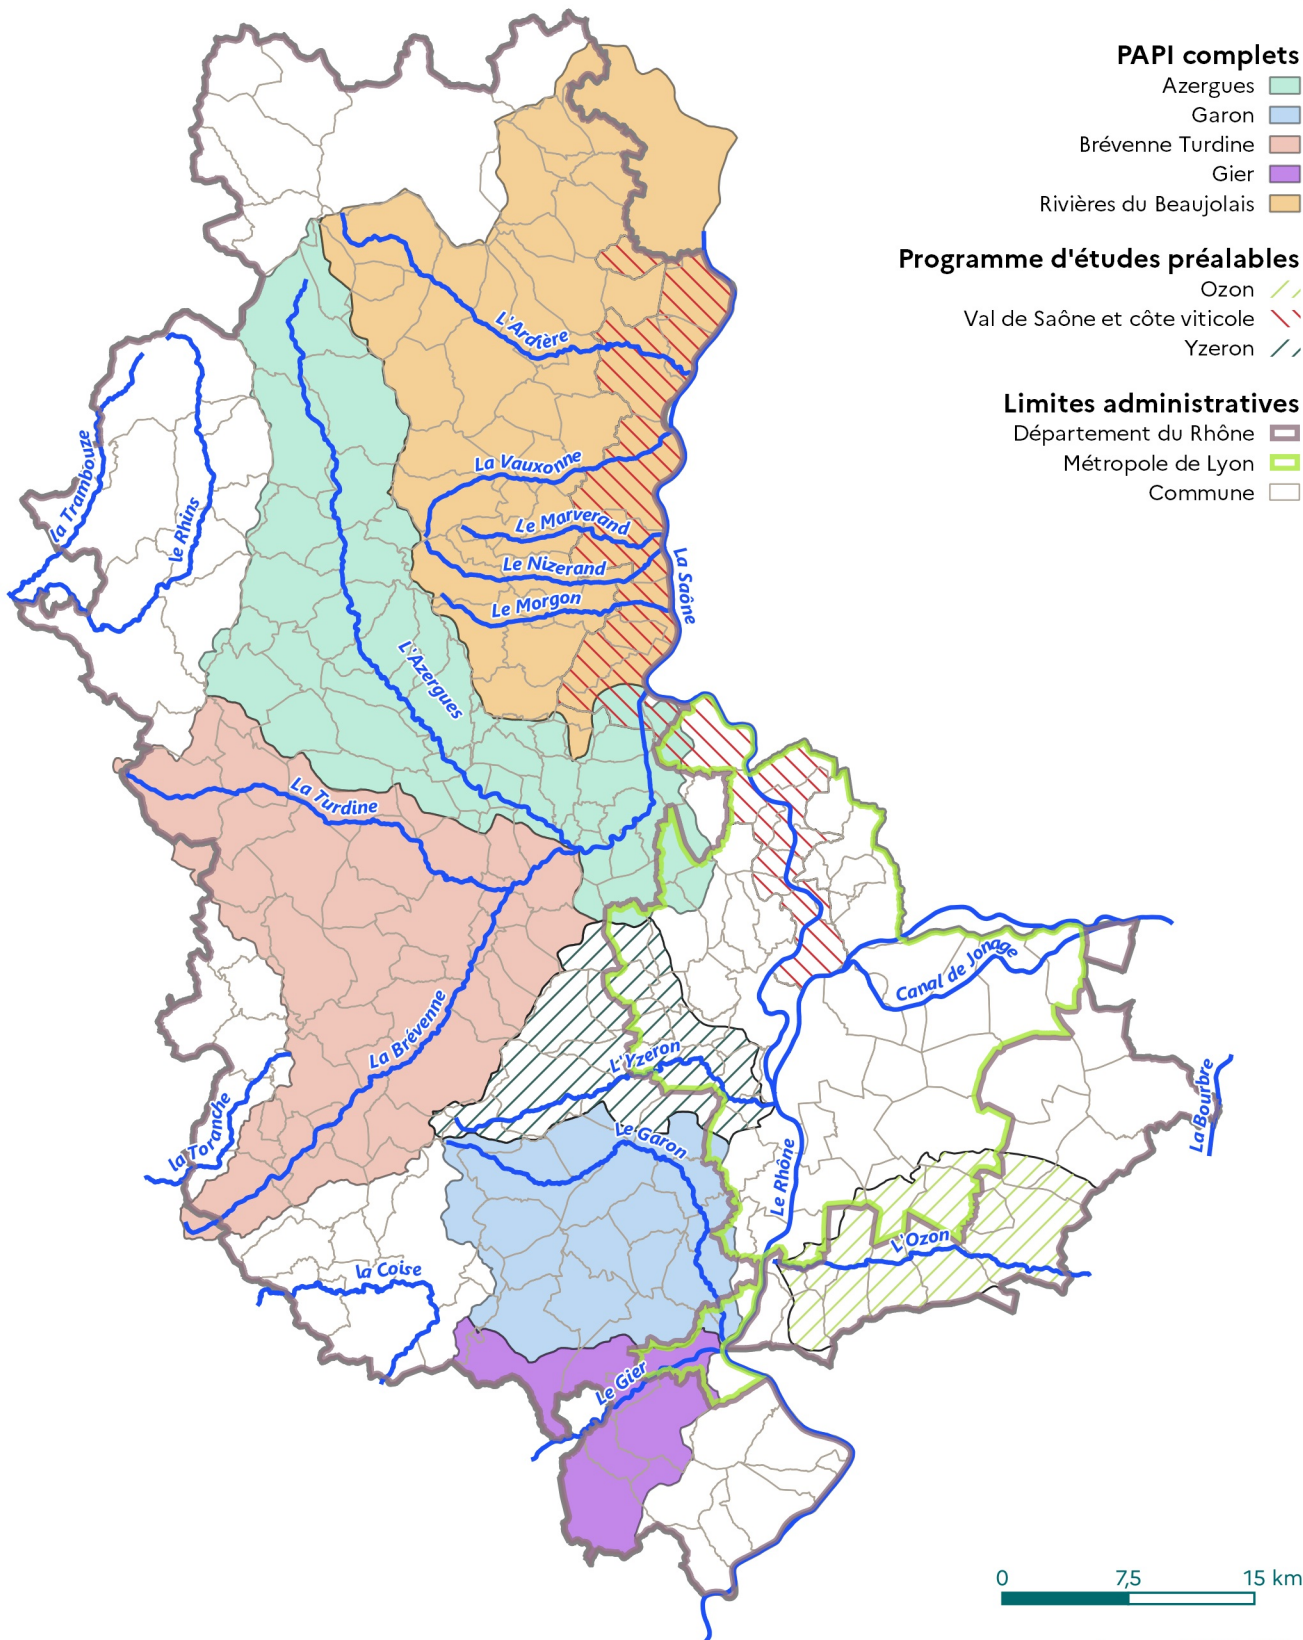 PAPI complets
Azergues
Garon
Brévenne Turdine
Gier
Rivières du Beaujolais
Programme d'études préalables
Ozon
Val de Saône et côte viticole
Yzeron
Limites administratives
Département du Rhône
Métropole de Lyon
Commune
L'Ardière
la Trambouze
le Rhins
La Vauxonne
Le Marverand
Le Nizerand
Le Morgon
La Saône
L'Azergues
La Turdine
La Brévenne
Canal de Jonage
L'Yzeron
La Bourbre
la Toranche
Le Garon
Le Rhône
L'Ozon
la Coise
Le Gier
0 7,5 15 km